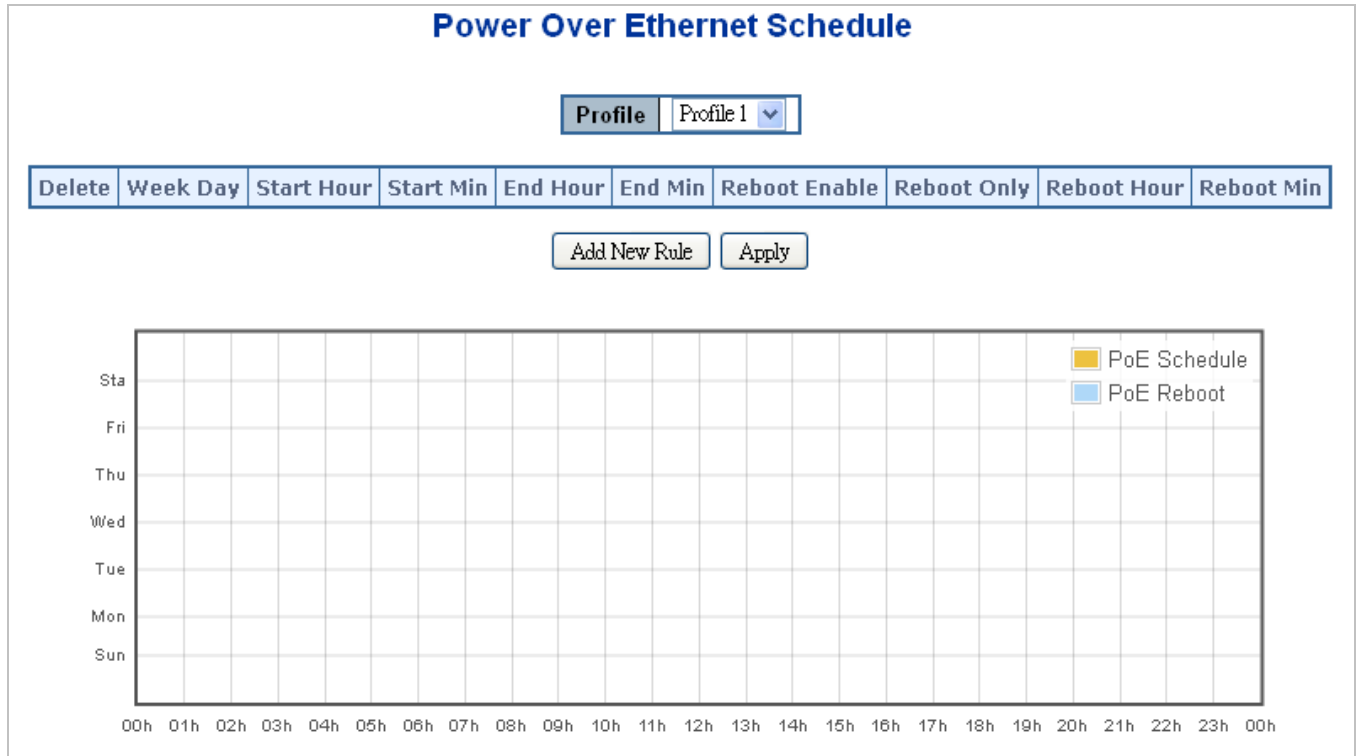 Power Over Ethernet Schedule
Profile Profile 1
Delete Week Day Start Hour Start Min End Hour End Min Reboot Enable Reboot Only Reboot Hour Reboot Min
Add New Rule Apply
PoE Schedule
PoE Reboot
Sta
Fri
Thu
Wed
Tue
Mon
Sun
00h 01h 02h 03h 04h 05h 06h 07h 08h 09h 10h 11h 12h 13h 14h 15h 16h 17h 18h 19h 20h 21h 22h 23h 00h